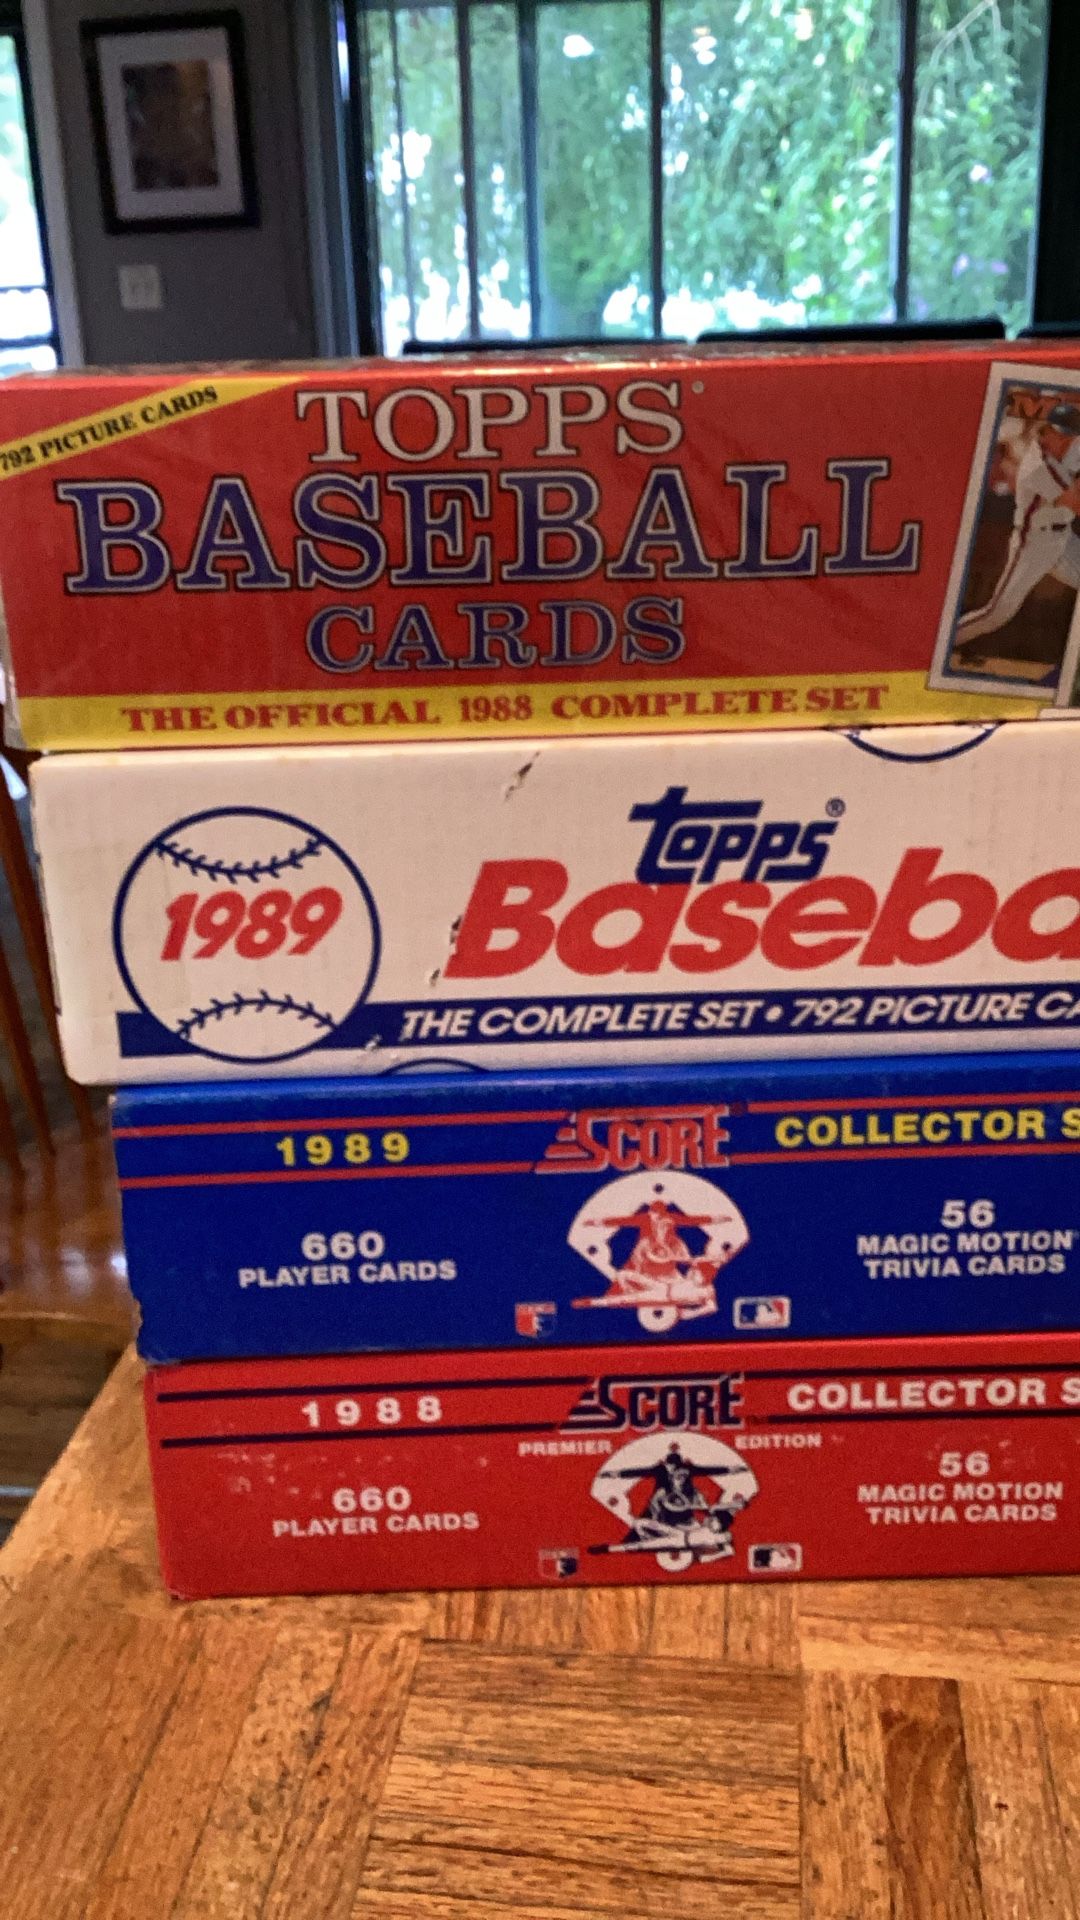 792 PICTURE CARDS
TOPPS®
BASEBALL
CARDS
THE OFFICIAL 1988 COMPLETE SET
1989
topps®
Baseba
THE COMPLETE SET • 792 PICTURE CA
1989 SCORE COLLECTOR S
660
PLAYER CARDS
56
MAGIC MOTION
TRIVIA CARDS
1988 SCORE COLLECTOR S
PREMIER EDITION
660
PLAYER CARDS
56
MAGIC MOTION
TRIVIA CARDS